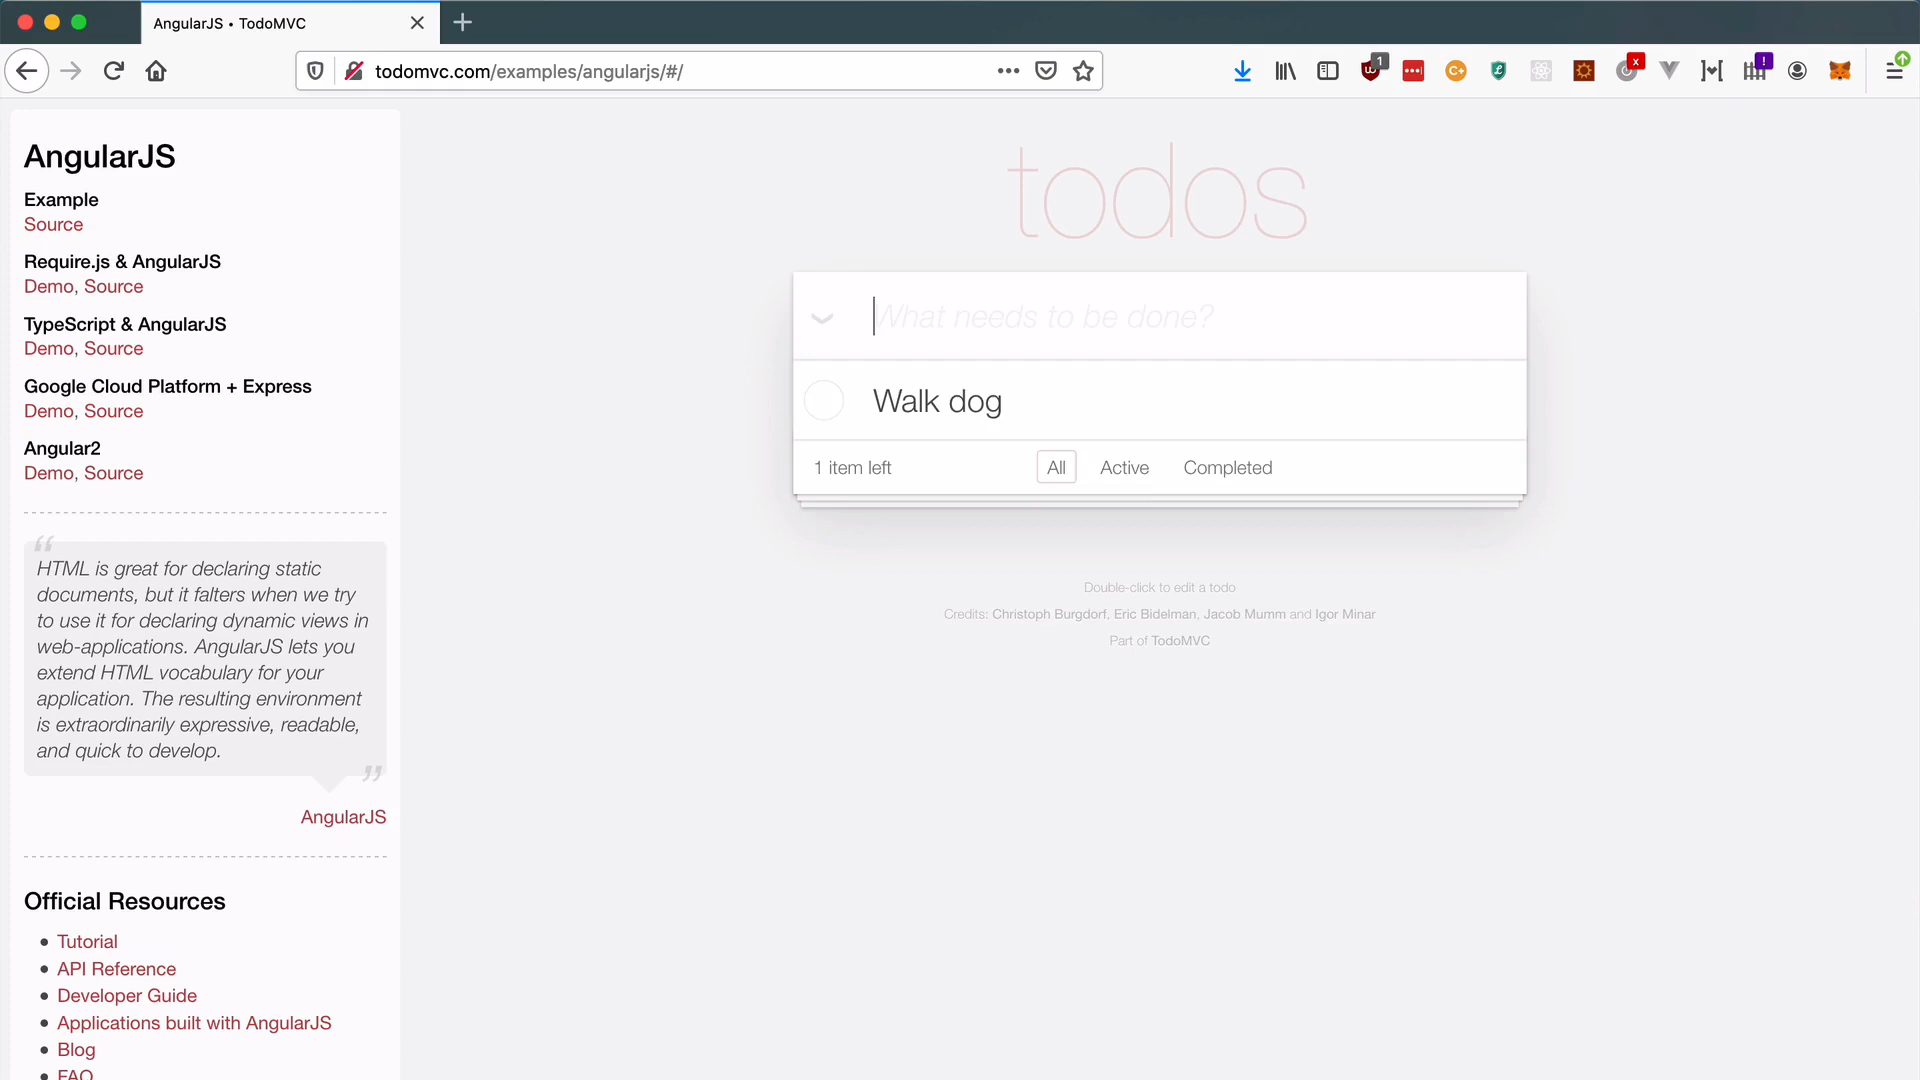 AngularJS • TodoMVC
todomvc.com/examples/angularjs/#/
1
C+
x
!
AngularJS
Example
Source
Require.js & AngularJS
Demo, Source
TypeScript & AngularJS
Demo, Source
Google Cloud Platform + Express
Demo, Source
Angular2
Demo, Source
“
HTML is great for declaring static
documents, but it falters when we try
to use it for declaring dynamic views in
web-applications. AngularJS lets you
extend HTML vocabulary for your
application. The resulting environment
is extraordinarily expressive, readable,
and quick to develop.
”
AngularJS
Official Resources
Tutorial
API Reference
Developer Guide
Applications built with AngularJS
Blog
FAQ
todos
What needs to be done?
Walk dog
1 item left
All
Active
Completed
Double-click to edit a todo
Credits: Christoph Burgdorf, Eric Bidelman, Jacob Mumm and Igor Minar
Part of TodoMVC